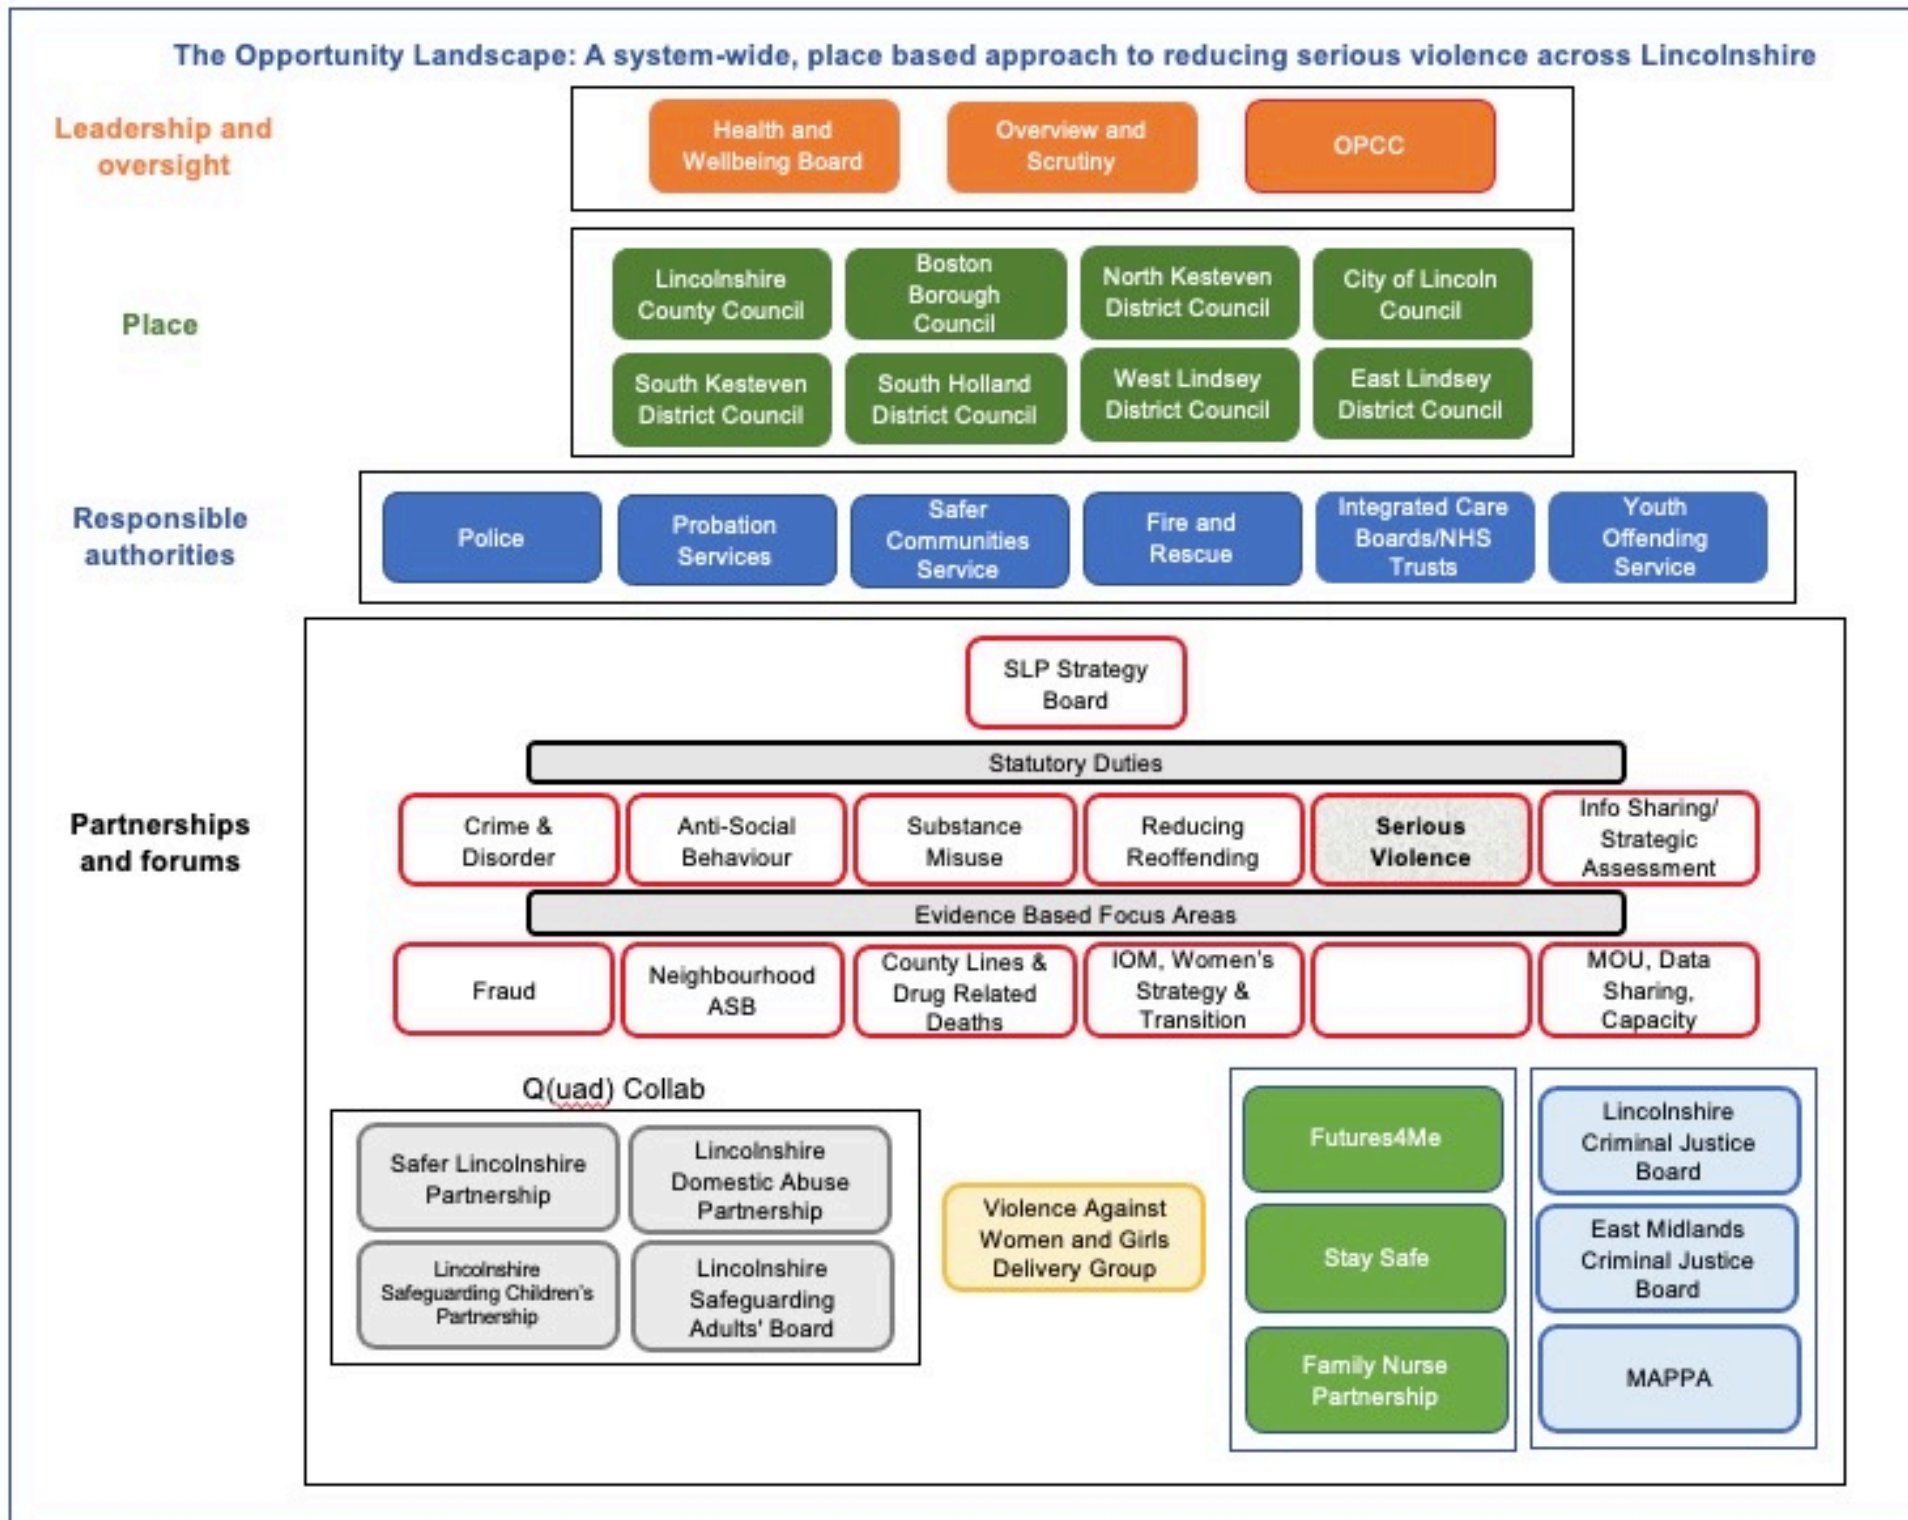 The Opportunity Landscape: A system-wide, place based approach to reducing serious violence across Lincolnshire
Leadership and
oversight
Health and
Wellbeing Board
Overview and
Scrutiny
OPCC
Place
Lincolnshire
County Council
Boston
Borough
Council
North Kesteven
District Council
City of Lincoln
Council
South Kesteven
District Council
South Holland
District Council
West Lindsey
District Council
East Lindsey
District Council
Responsible
authorities
Police
Probation
Services
Safer
Communities
Service
Fire and
Rescue
Integrated Care
Boards/NHS
Trusts
Youth
Offending
Service
Partnerships
and forums
SLP Strategy
Board
Statutory Duties
Crime &
Disorder
Anti-Social
Behaviour
Substance
Misuse
Reducing
Reoffending
Serious
Violence
Info Sharing/
Strategic
Assessment
Evidence Based Focus Areas
Fraud
Neighbourhood
ASB
County Lines &
Drug Related
Deaths
IOM, Women's
Strategy &
Transition
MOU, Data
Sharing,
Capacity
Q(uad) Collab
Safer Lincolnshire
Partnership
Lincolnshire
Domestic Abuse
Partnership
Lincolnshire
Safeguarding Children's
Partnership
Lincolnshire
Safeguarding
Adults' Board
Violence Against
Women and Girls
Delivery Group
Futures4Me
Stay Safe
Family Nurse
Partnership
Lincolnshire
Criminal Justice
Board
East Midlands
Criminal Justice
Board
MAPPA